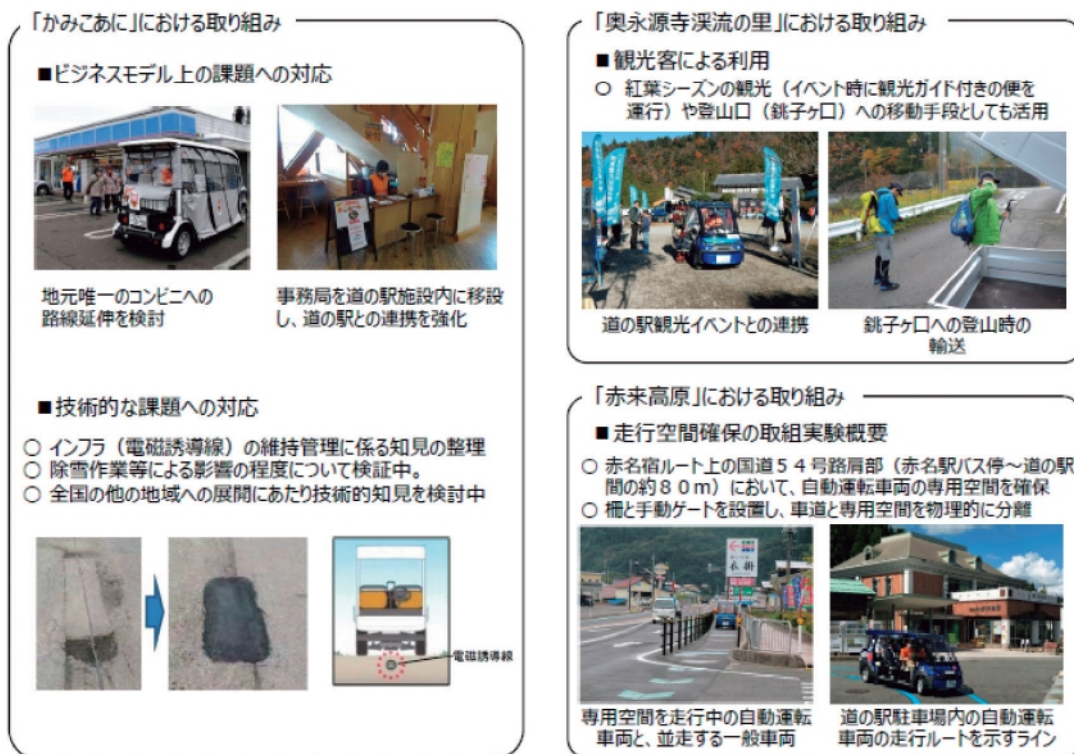 「かみこあに」における取り組み
■ビジネスモデル上の課題への対応
地元唯一のコンビニへの
路線延伸を検討
事務局を道の駅施設内に移設
し、道の駅との連携を強化
■技術的な課題への対応
○ インフラ（電磁誘導線）の維持管理に係る知見の整理
○ 除雪作業等による影響の程度について検証中。
○ 全国の他の地域への展開にあたり技術的知見を検討中
電磁誘導線
「奥永源寺渓流の里」における取り組み
■観光客による利用
○ 紅葉シーズンの観光（イベント時に観光ガイド付きの便を
運行）や登山口（銚子ヶ口）への移動手段としても活用
道の駅観光イベントとの連携
銚子ヶ口への登山時の
輸送
「赤来高原」における取り組み
■走行空間確保の取組実験概要
○ 赤名宿ルート上の国道５４号路肩部（赤名駅バス停～道の駅
間の約８０ｍ）において、自動運転車両の専用空間を確保
○ 柵と手動ゲートを設置し、車道と専用空間を物理的に分離
専用空間を走行中の自動運転
車両と、並走する一般車両
道の駅駐車場内の自動運転
車両の走行ルートを示すライン